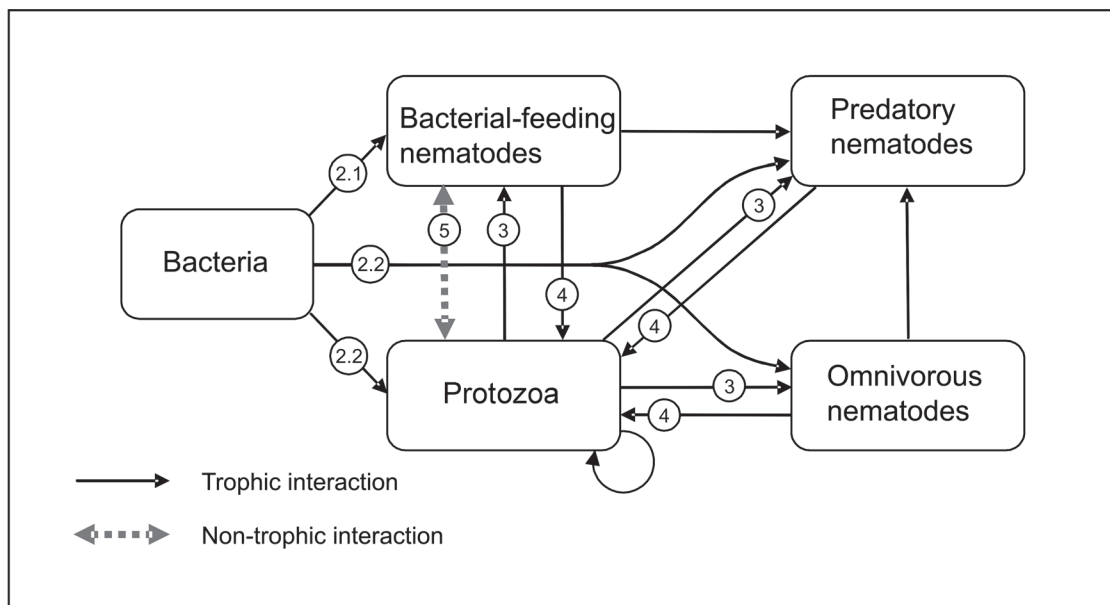 Bacterial-feeding
nematodes
Predatory
nematodes
2.1
5
3
3
Bacteria
2.2
4
4
2.2
Protozoa
3
4
Omnivorous
nematodes
Trophic interaction
Non-trophic interaction